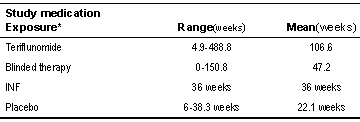 Study medication
Exposure* Range(weeks) Mean(weeks)
Teriflunomide 4.9-488.8 106.6
Blinded therapy 0-150.8 47.2
INF 36 weeks 36 weeks
Placebo 6-38.3 weeks 22.1 weeks